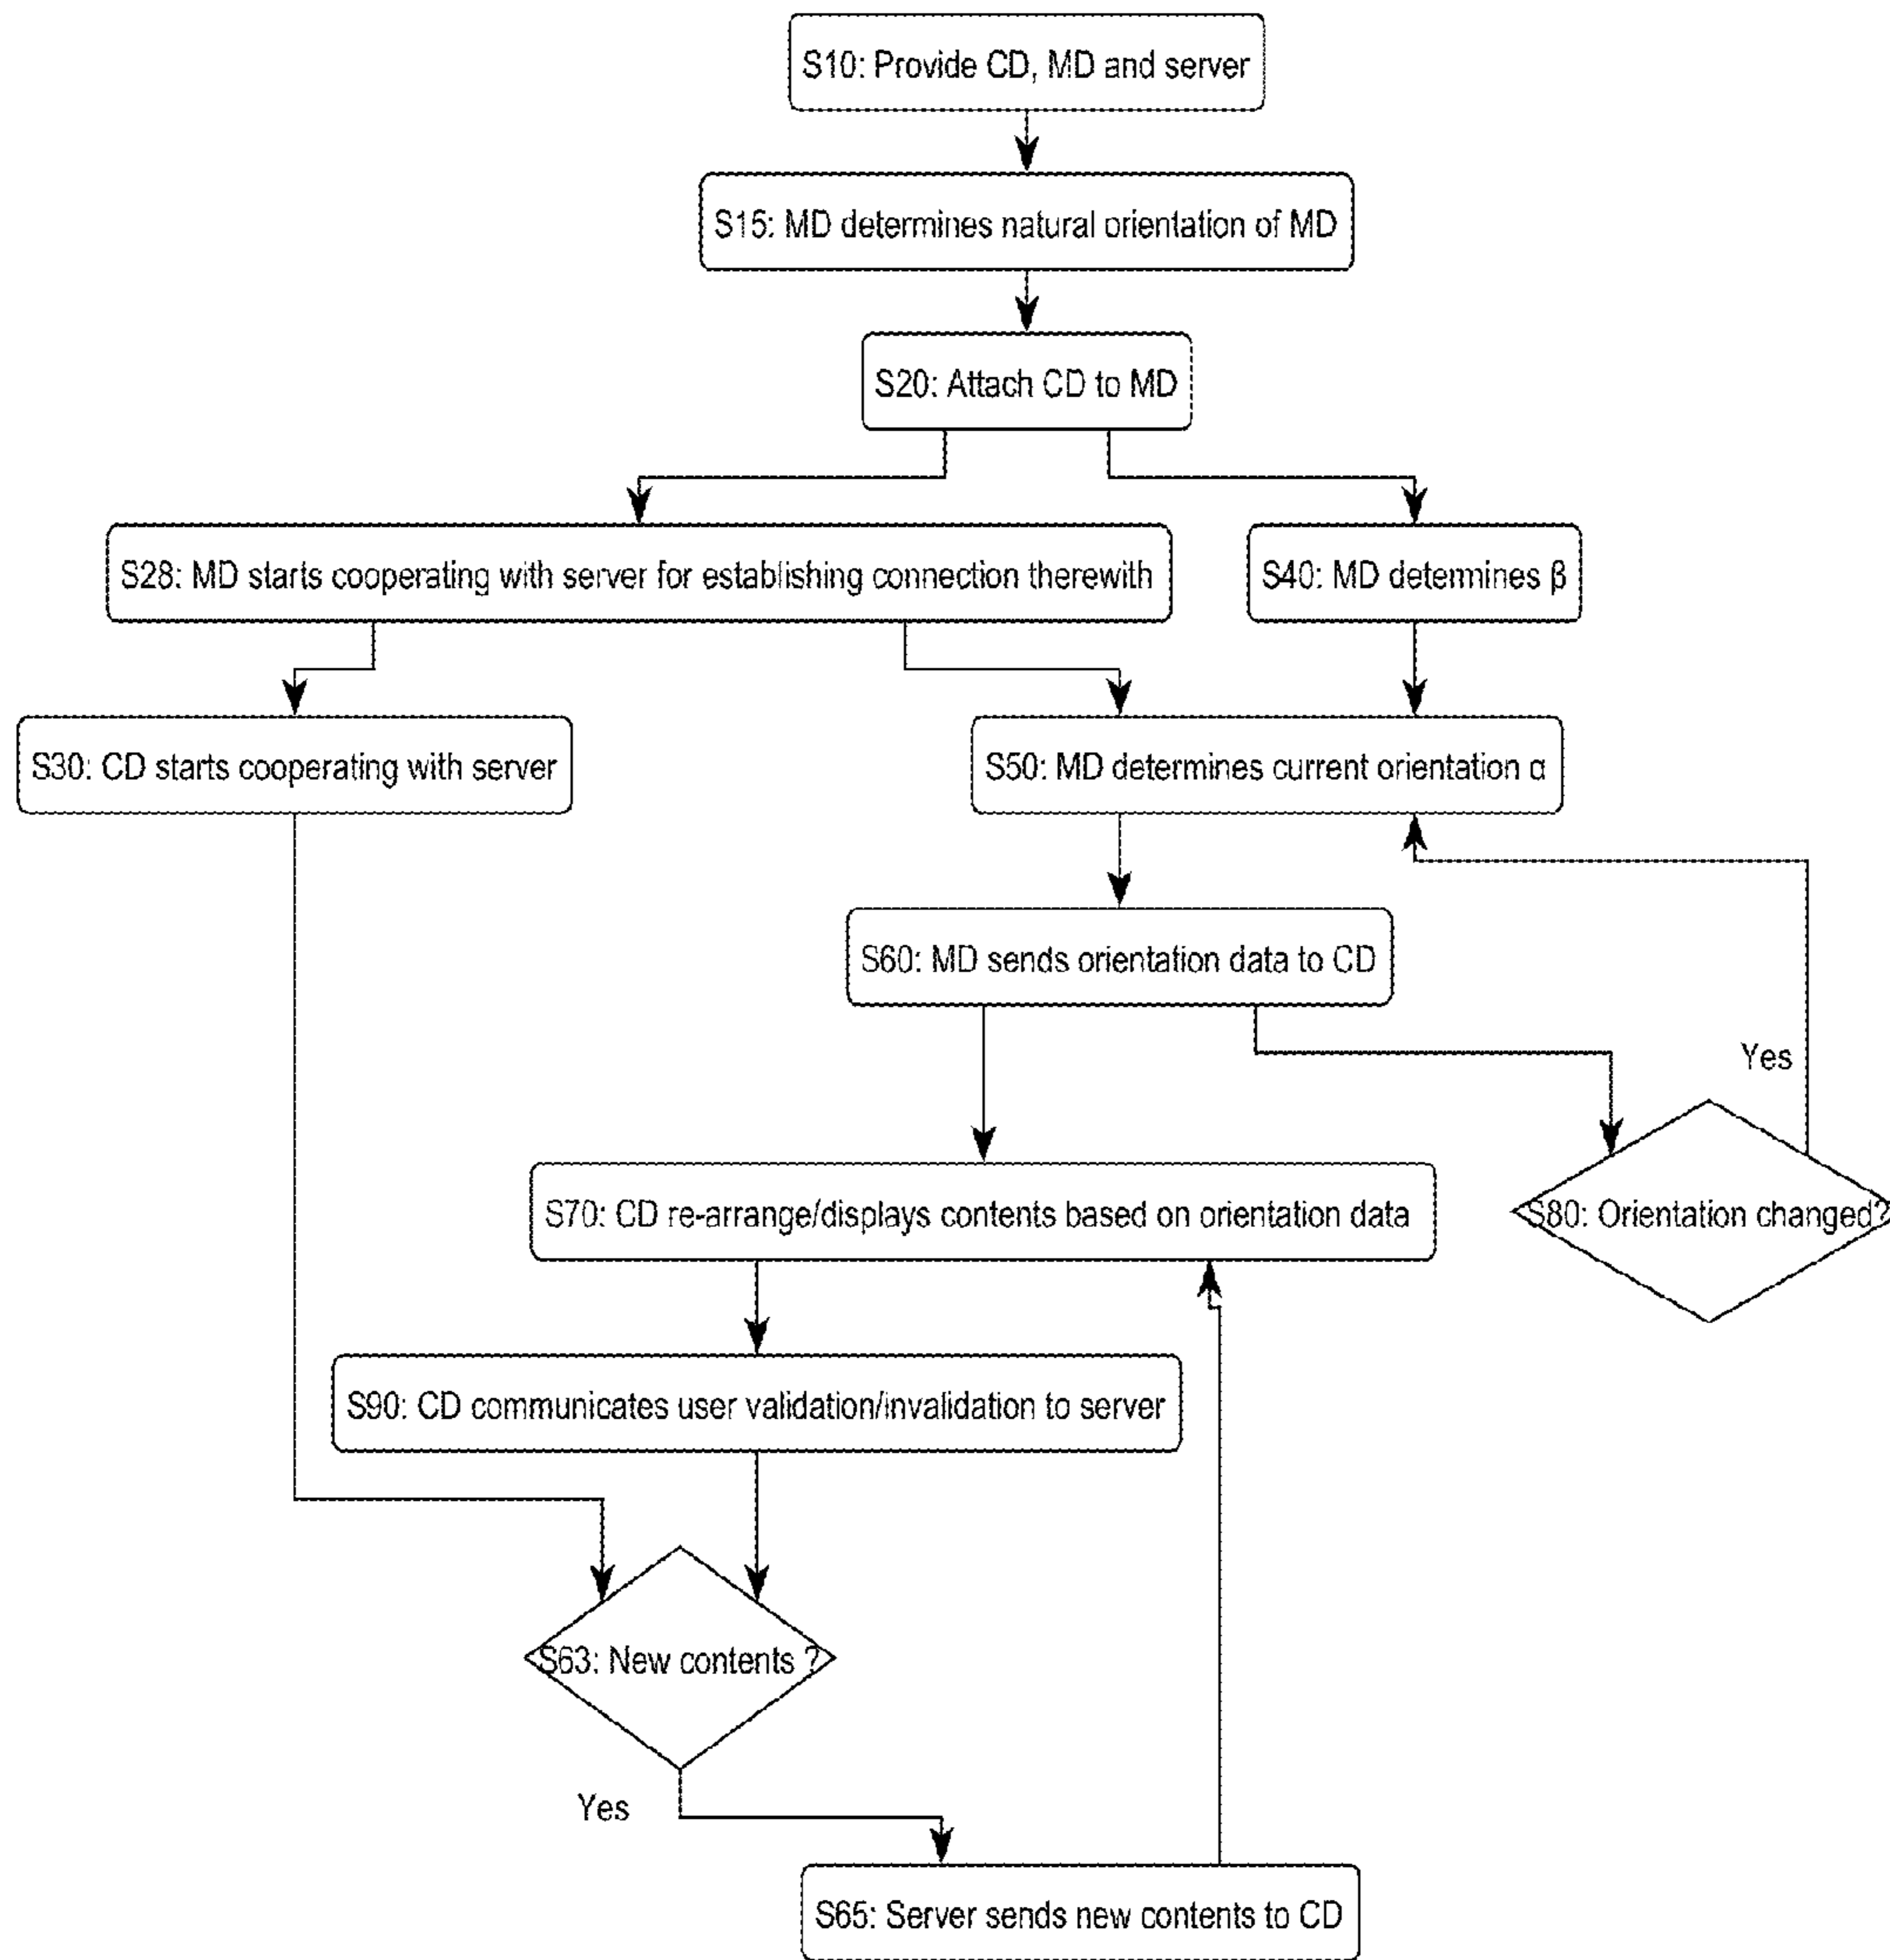 S10: Provide CD, MD and server
S15: MD determines natural orientation of MD
S20: Attach CD to MD
S28: MD starts cooperating with server for establishing connection therewith
S40: MD determines β
S30: CD starts cooperating with server
S50: MD determines current orientation α
S60: MD sends orientation data to CD
Yes
S70: CD re-arrange/displays contents based on orientation data
S80: Orientation changed?
S90: CD communicates user validation/invalidation to server
S63: New contents ?
Yes
S65: Server sends new contents to CD